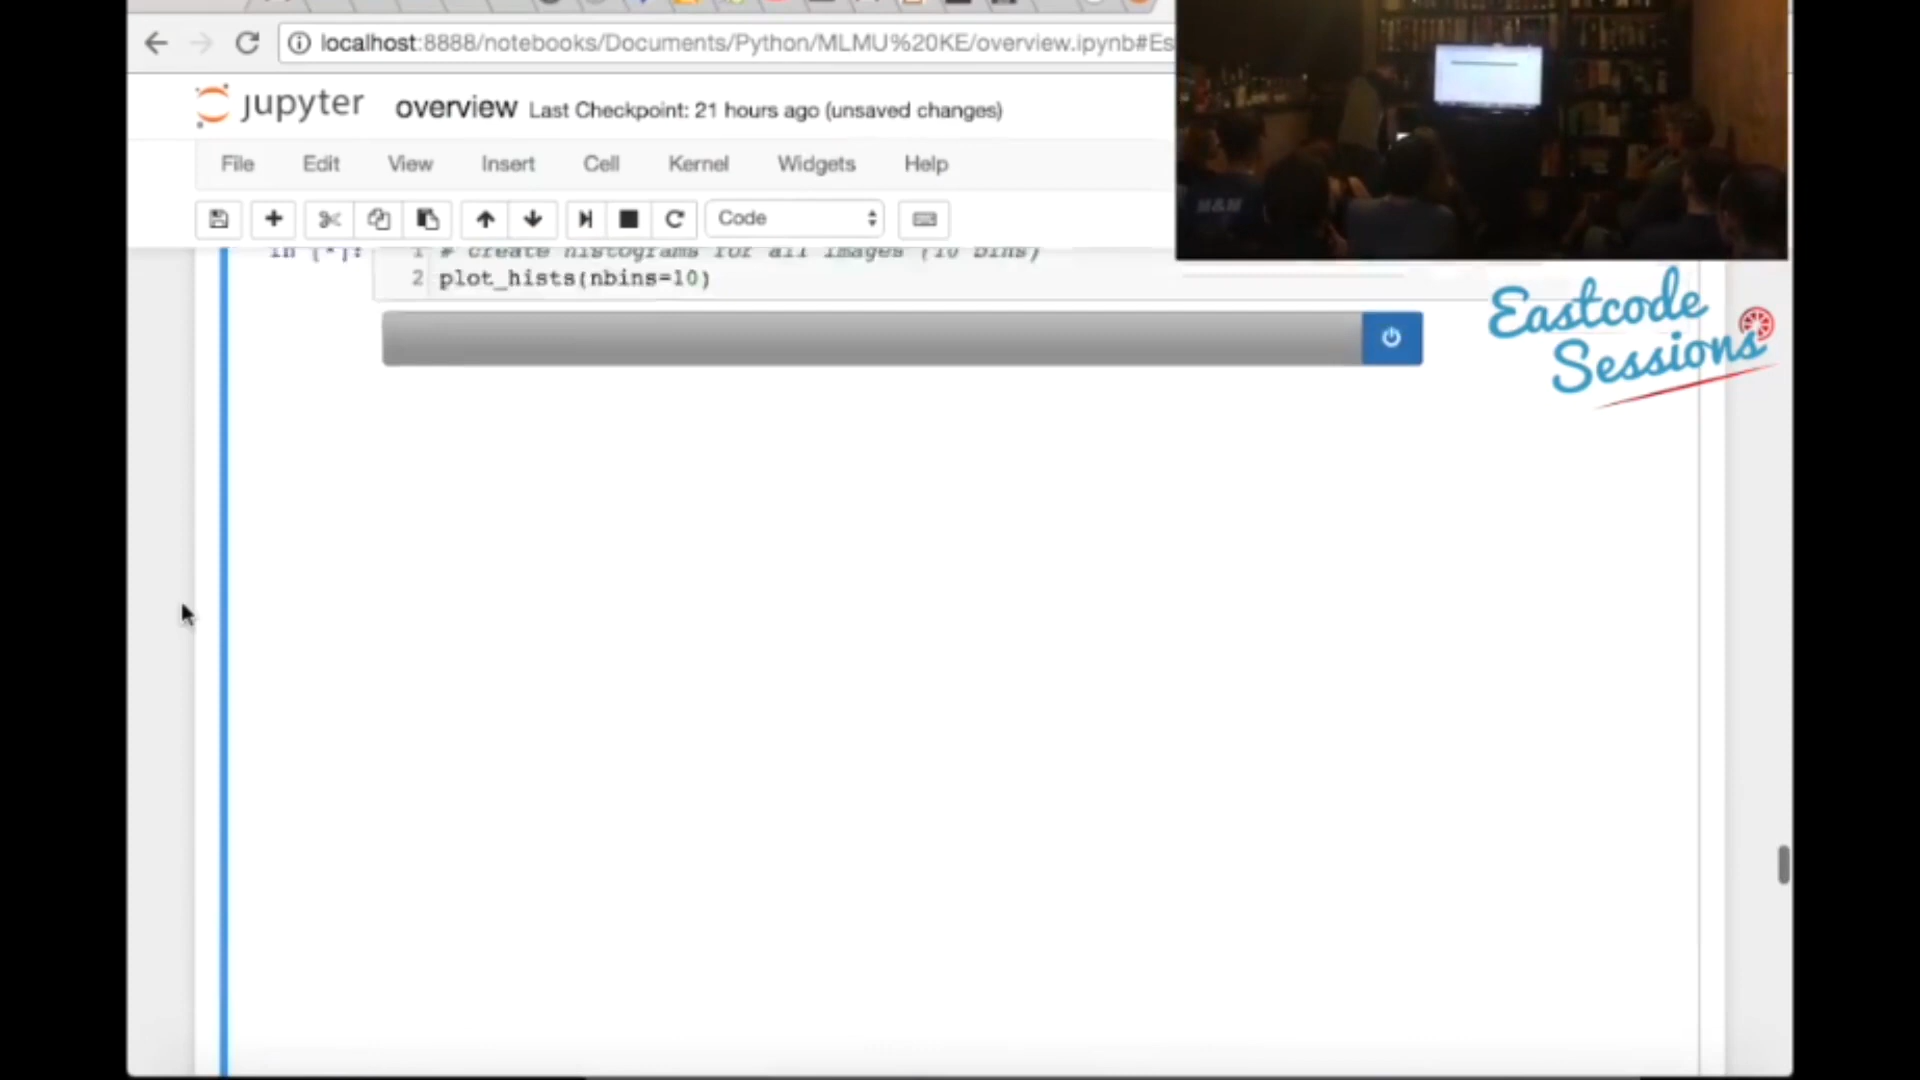 localhost:8888/notebooks/Documents/Python/MLMU%20KE/overview.ipynb#Es
jupyter overview Last Checkpoint: 21 hours ago (unsaved changes)
File Edit View Insert Cell Kernel Widgets Help
Code
In [*]: 1 # create histograms for all images (10 bins)
2 plot_hists(nbins=10)
Eastcode
Sessions
M&M